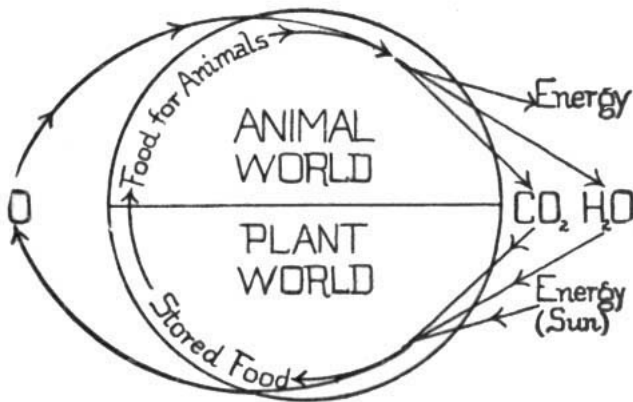 Food for Animals
Energy
ANIMAL
WORLD
O
CO₂ H₂O
PLANT
WORLD
Stored Food
Energy
(Sun)